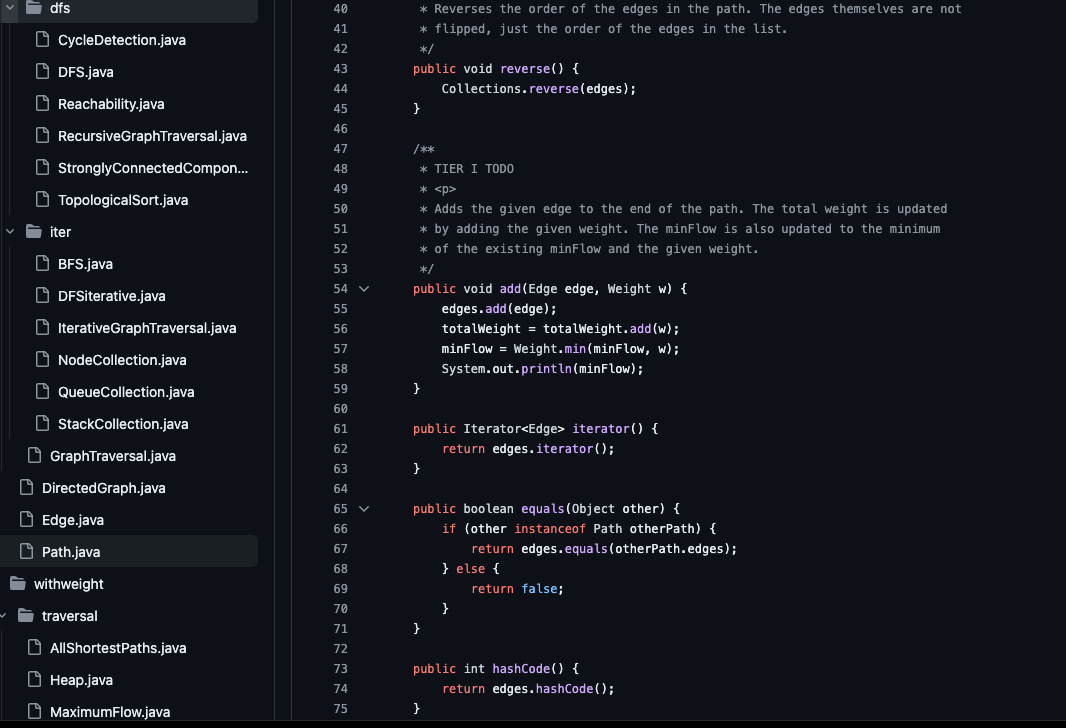 dfs
CycleDetection.java
DFS.java
Reachability.java
RecursiveGraphTraversal.java
StronglyConnectedCompon...
TopologicalSort.java
iter
BFS.java
DFSiterative.java
IterativeGraphTraversal.java
NodeCollection.java
QueueCollection.java
StackCollection.java
GraphTraversal.java
DirectedGraph.java
Edge.java
Path.java
withweight
traversal
AllShortestPaths.java
Heap.java
MaximumFlow.java
40 * Reverses the order of the edges in the path. The edges themselves are not
41 * flipped, just the order of the edges in the list.
42 */
43 public void reverse() {
44 Collections.reverse(edges);
45 }
46
47 /**
48 * TIER I TODO
49 * <p>
50 * Adds the given edge to the end of the path. The total weight is updated
51 * by adding the given weight. The minFlow is also updated to the minimum
52 * of the existing minFlow and the given weight.
53 */
54 public void add(Edge edge, Weight w) {
55 edges.add(edge);
56 totalWeight = totalWeight.add(w);
57 minFlow = Weight.min(minFlow, w);
58 System.out.println(minFlow);
59 }
60
61 public Iterator<Edge> iterator() {
62 return edges.iterator();
63 }
64
65 public boolean equals(Object other) {
66 if (other instanceof Path otherPath) {
67 return edges.equals(otherPath.edges);
68 } else {
69 return false;
70 }
71 }
72
73 public int hashCode() {
74 return edges.hashCode();
75 }